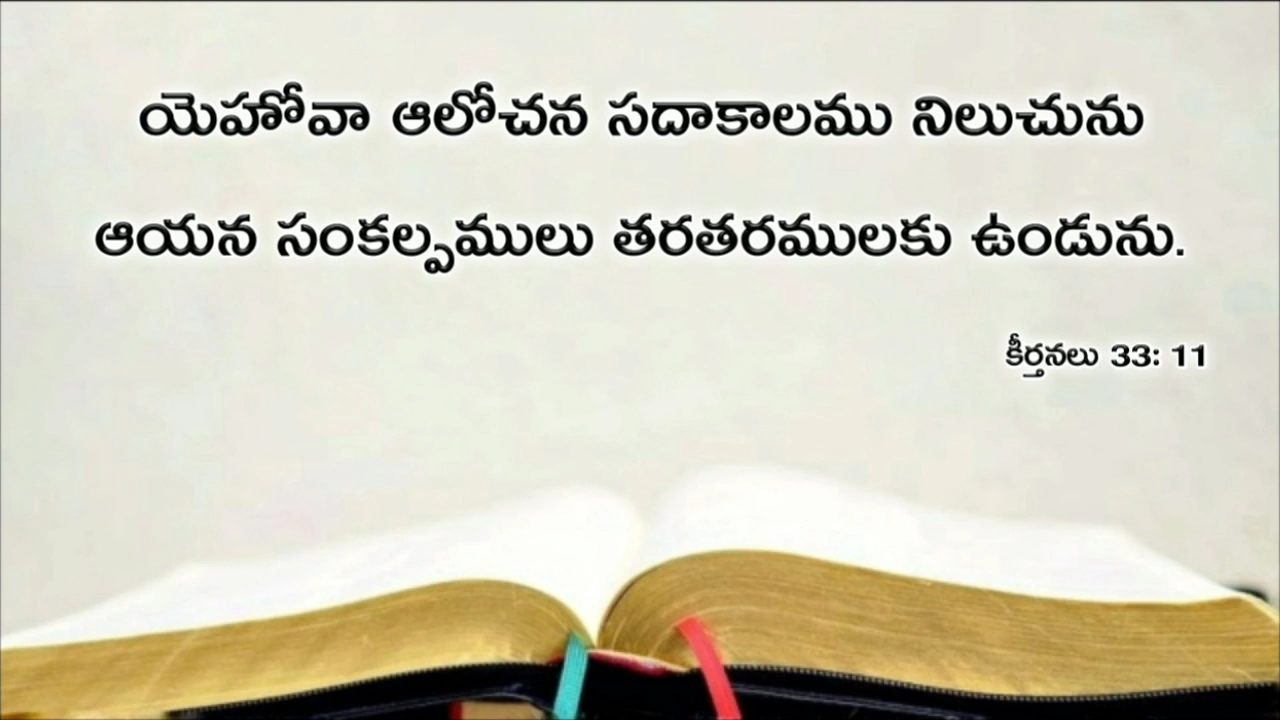 యెహోవా ఆలోచన సదాకాలము నిలుచును
ఆయన సంకల్పములు తరతరములకు ఉండును.
కీర్తనలు 33: 11